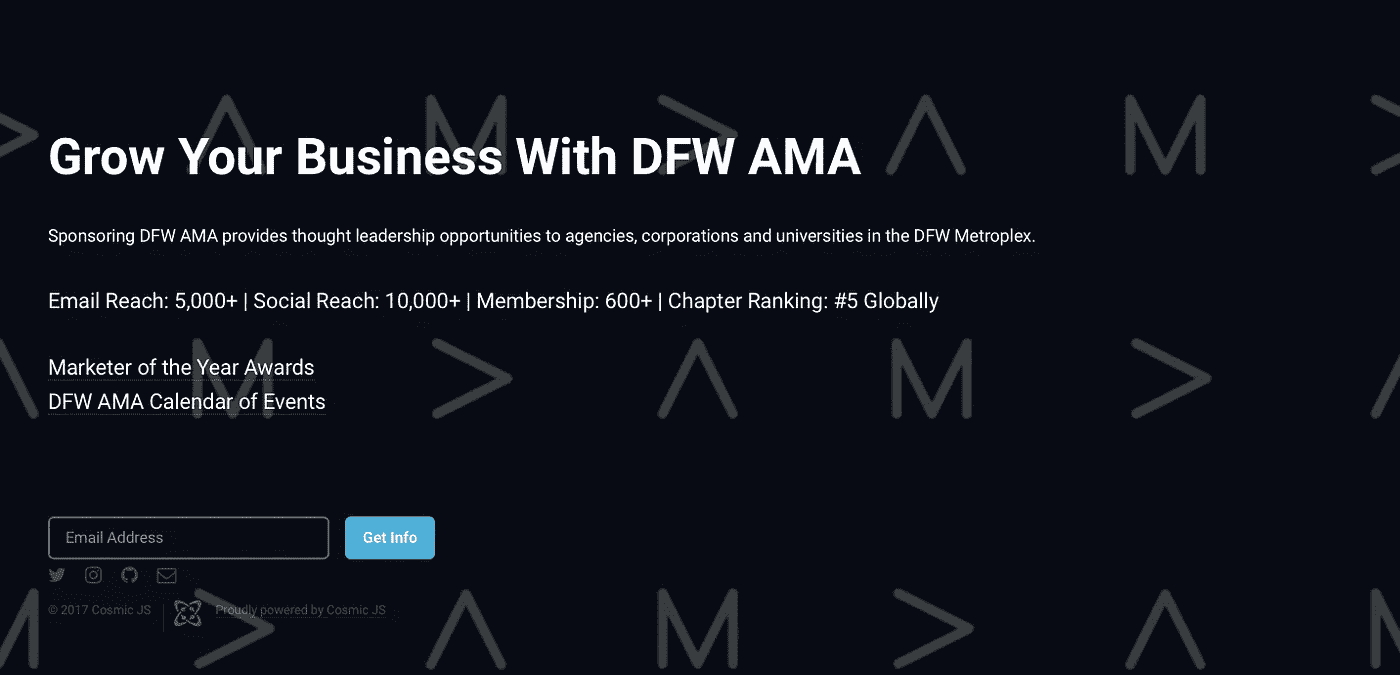 Grow Your Business With DFW AMA
Sponsoring DFW AMA provides thought leadership opportunities to agencies, corporations and universities in the DFW Metroplex.
Email Reach: 5,000+ | Social Reach: 10,000+ | Membership: 600+ | Chapter Ranking: #5 Globally
Marketer of the Year Awards
DFW AMA Calendar of Events
Email Address Get Info
© 2017 Cosmic JS Proudly powered by Cosmic JS